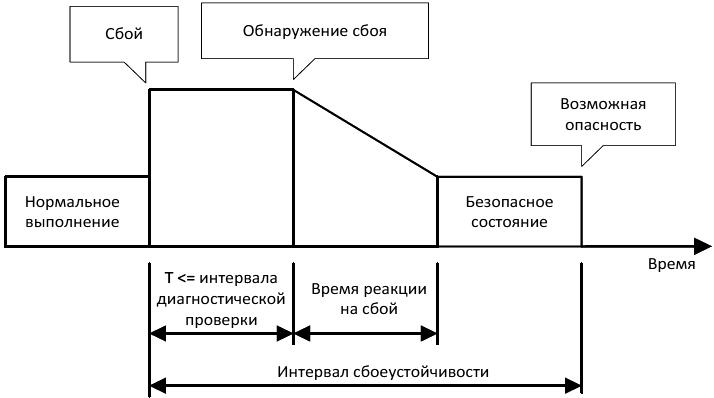 Сбой
Обнаружение сбоя
Возможная
опасность
Нормальное
выполнение
Безопасное
состояние
Время
T <= интервала
диагностической
проверки
Время реакции
на сбой
Интервал сбоеустойчивости